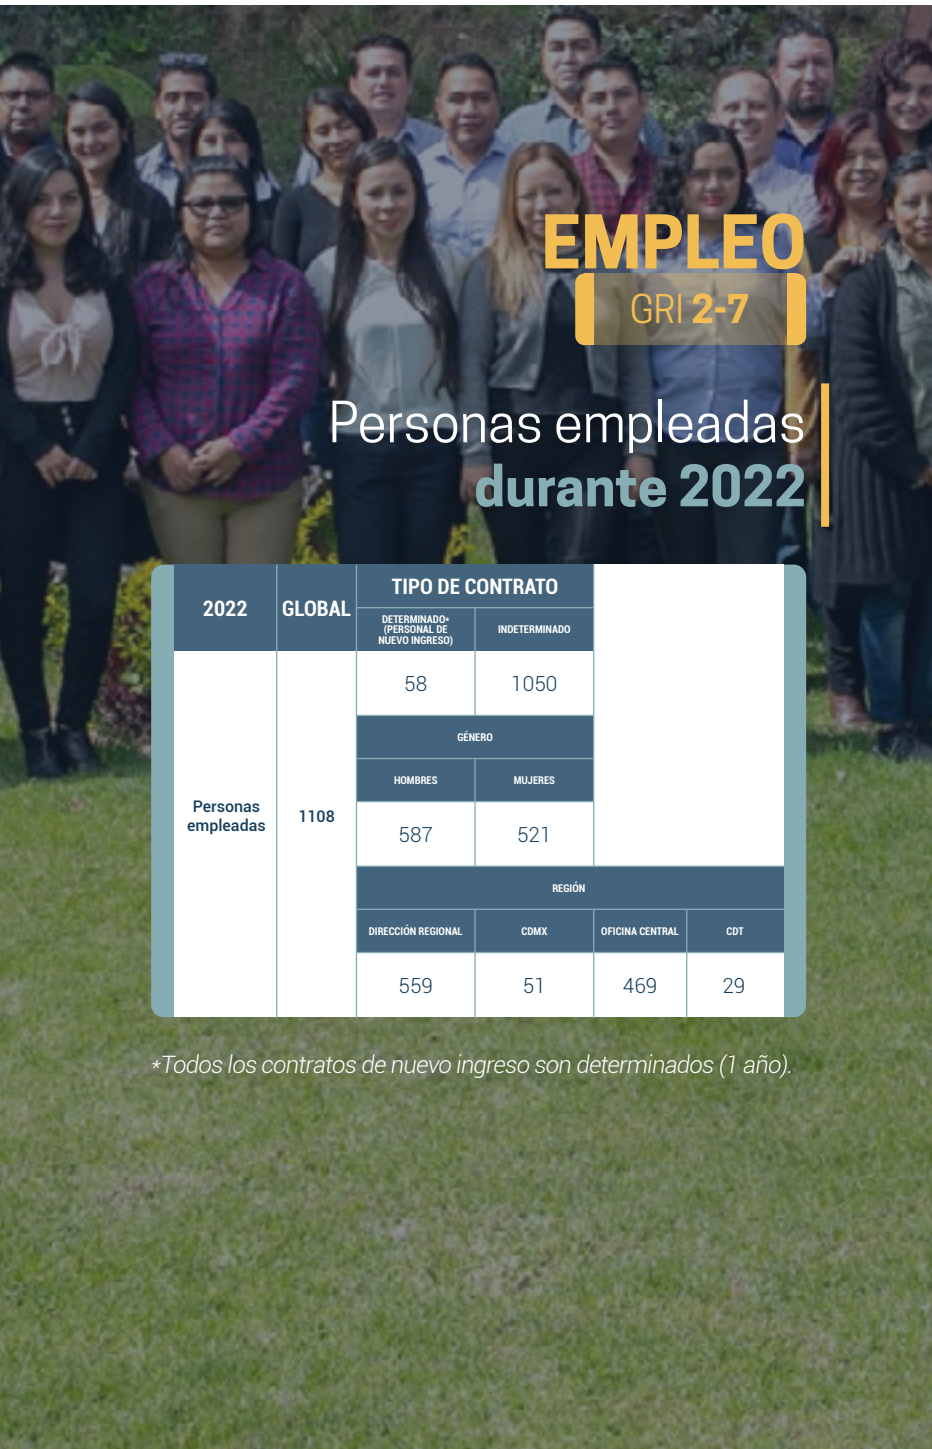 EMPLEO
GRI 2-7
Personas empleadas
durante 2022
2022
GLOBAL
TIPO DE CONTRATO
DETERMINADO*
(PERSONAL DE
NUEVO INGRESO)
INDETERMINADO
58
1050
GÉNERO
HOMBRES
MUJERES
Personas
empleadas
1108
587
521
REGIÓN
DIRECCIÓN REGIONAL
CDMX
OFICINA CENTRAL
CDT
559
51
469
29
*Todos los contratos de nuevo ingreso son determinados (1 año).